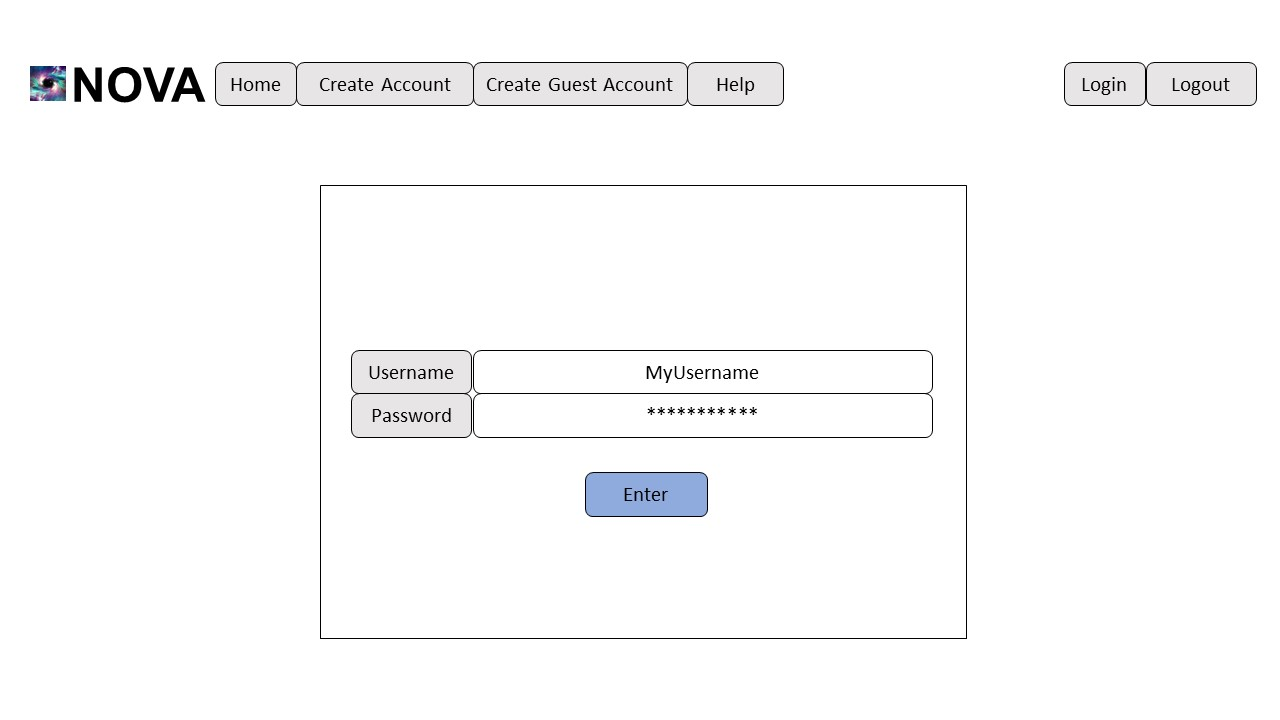 NOVA Home Create Account Create Guest Account Help Login Logout
Username MyUsername
Password ***********
Enter